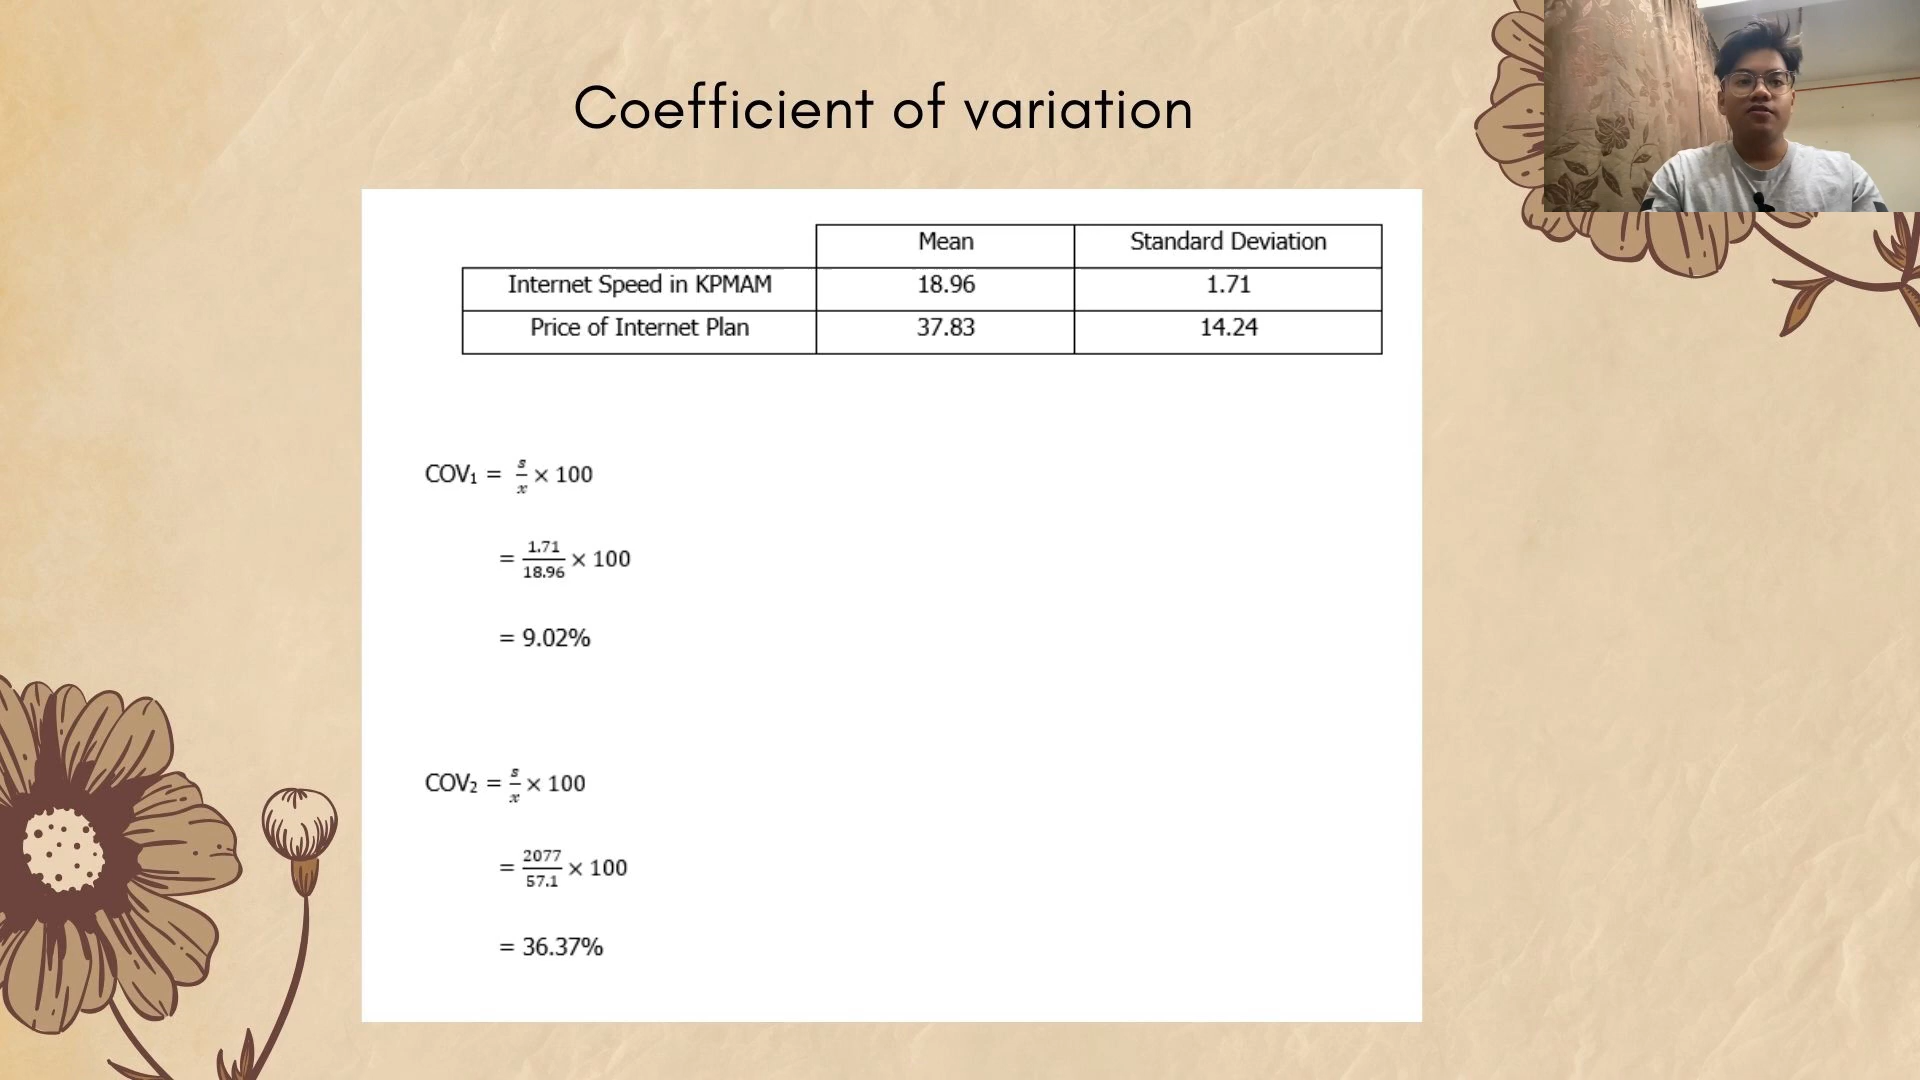 Coefficient of variation
Mean Standard Deviation
Internet Speed in KPMAM 18.96 1.71
Price of Internet Plan 37.83 14.24
COV₁ = s/x × 100
= 1.71/18.96 × 100
= 9.02%
COV₂ = s/x × 100
= 2077/57.1 × 100
= 36.37%